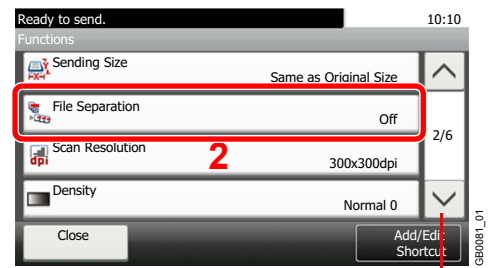 Ready to send.
10:10
Functions
Sending Size
Same as Original Size
File Separation
Off
2/6
Scan Resolution
dpi
2
300x300dpi
Density
Normal 0
Close
Add/Edit
Shortcut
GB0081_01